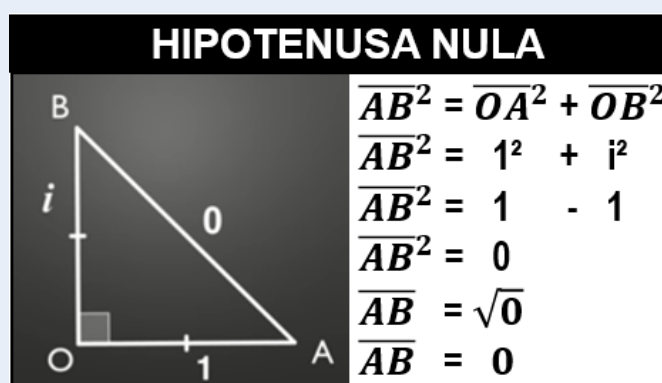 HIPOTENUSA NULA
B
i
0
O
1
A
AB² = OA² + OB²
AB² = 1² + i²
AB² = 1 - 1
AB² = 0
AB = √0
AB = 0